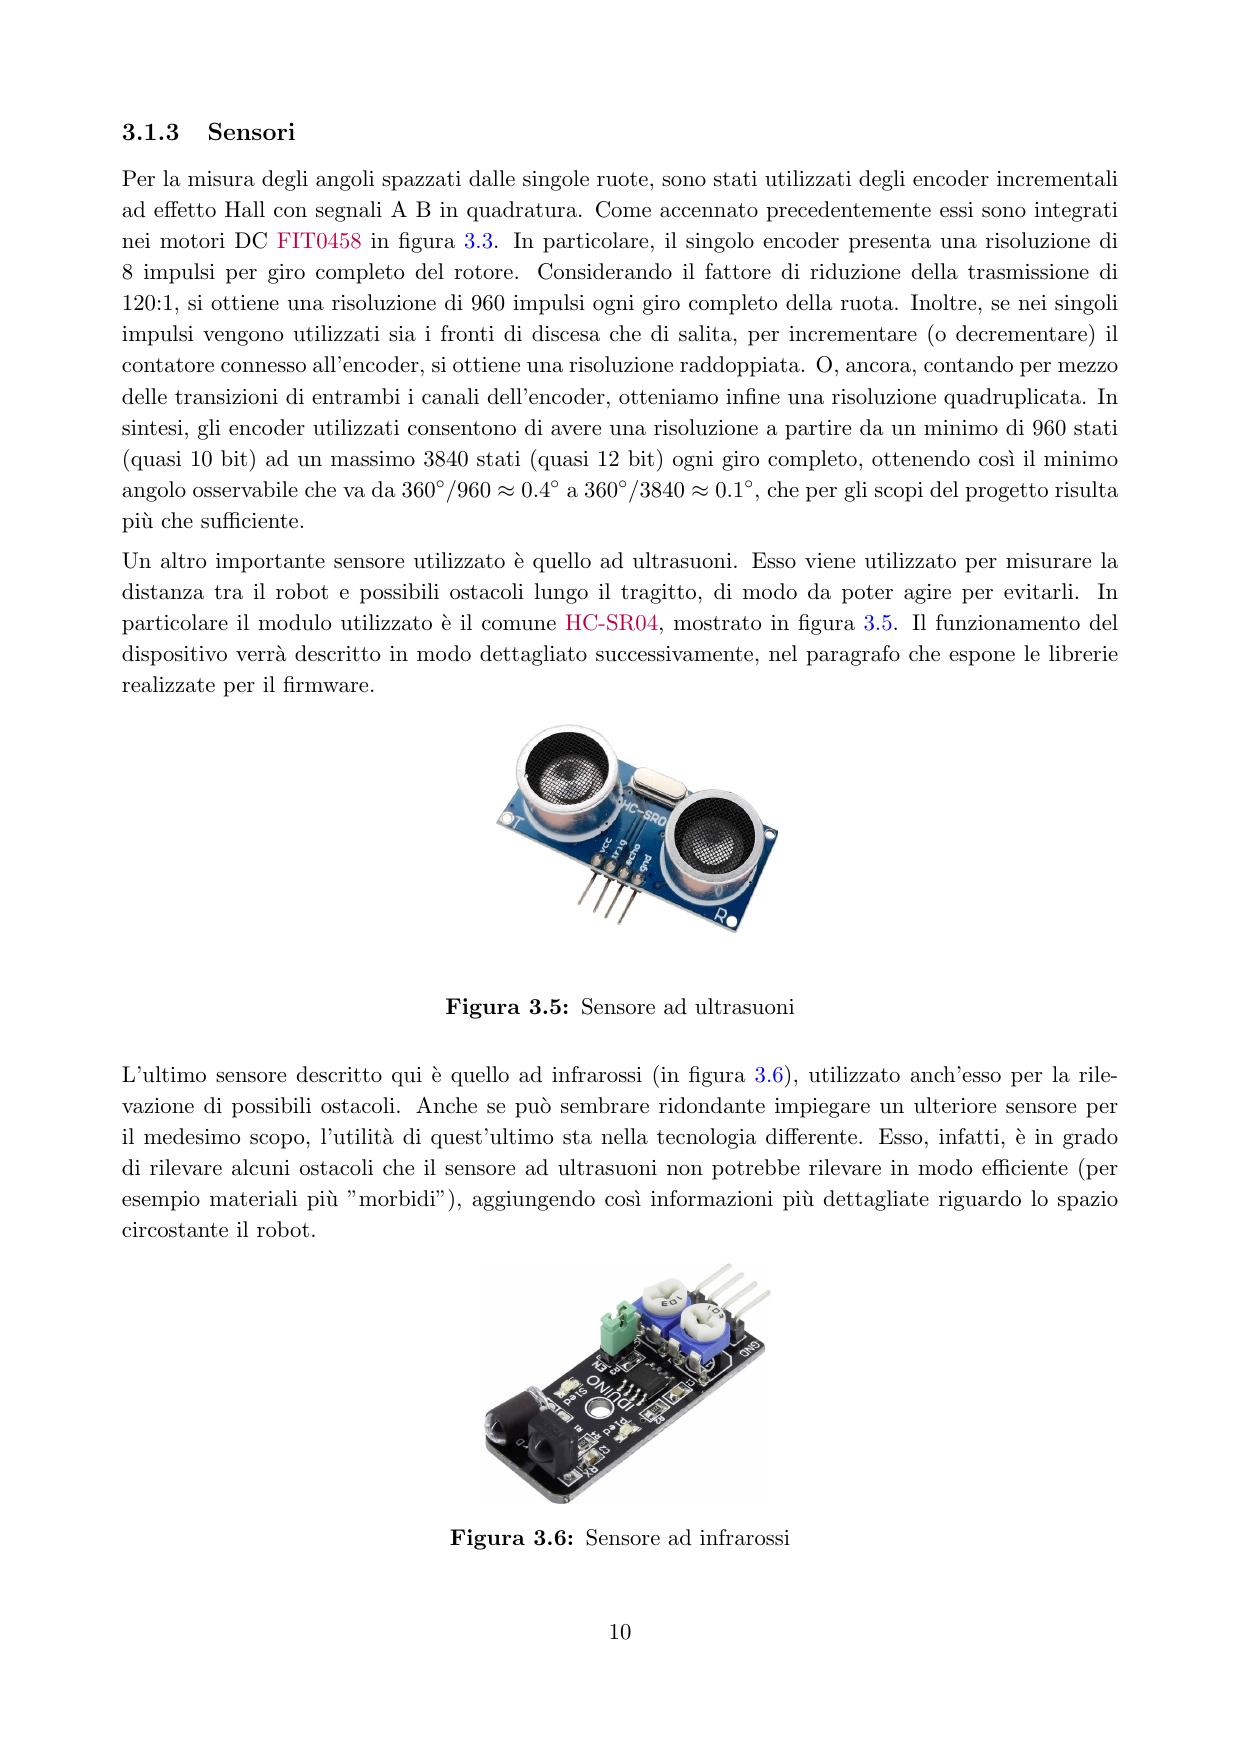 3.1.3 Sensori
Per la misura degli angoli spazzati dalle singole ruote, sono stati utilizzati degli encoder incrementali
ad effetto Hall con segnali A B in quadratura. Come accennato precedentemente essi sono integrati
nei motori DC FIT0458 in figura 3.3. In particolare, il singolo encoder presenta una risoluzione di
8 impulsi per giro completo del rotore. Considerando il fattore di riduzione della trasmissione di
120:1, si ottiene una risoluzione di 960 impulsi ogni giro completo della ruota. Inoltre, se nei singoli
impulsi vengono utilizzati sia i fronti di discesa che di salita, per incrementare (o decrementare) il
contatore connesso all'encoder, si ottiene una risoluzione raddoppiata. O, ancora, contando per mezzo
delle transizioni di entrambi i canali dell'encoder, otteniamo infine una risoluzione quadruplicata. In
sintesi, gli encoder utilizzati consentono di avere una risoluzione a partire da un minimo di 960 stati
(quasi 10 bit) ad un massimo 3840 stati (quasi 12 bit) ogni giro completo, ottenendo così il minimo
angolo osservabile che va da 360°/960 ≈ 0.4° a 360°/3840 ≈ 0.1°, che per gli scopi del progetto risulta
più che sufficiente.
Un altro importante sensore utilizzato è quello ad ultrasuoni. Esso viene utilizzato per misurare la
distanza tra il robot e possibili ostacoli lungo il tragitto, di modo da poter agire per evitarli. In
particolare il modulo utilizzato è il comune HC-SR04, mostrato in figura 3.5. Il funzionamento del
dispositivo verrà descritto in modo dettagliato successivamente, nel paragrafo che espone le librerie
realizzate per il firmware.
HC-SR0
T
vcc
trig
echo
gnd
R
Figura 3.5: Sensore ad ultrasuoni
L'ultimo sensore descritto qui è quello ad infrarossi (in figura 3.6), utilizzato anch'esso per la rile-
vazione di possibili ostacoli. Anche se può sembrare ridondante impiegare un ulteriore sensore per
il medesimo scopo, l'utilità di quest'ultimo sta nella tecnologia differente. Esso, infatti, è in grado
di rilevare alcuni ostacoli che il sensore ad ultrasuoni non potrebbe rilevare in modo efficiente (per
esempio materiali più ”morbidi”), aggiungendo così informazioni più dettagliate riguardo lo spazio
circostante il robot.
103
103
GND
EN
R3
IDUINO
Sled
Pled
R1
R4
R2
C2
RX
Figura 3.6: Sensore ad infrarossi
10